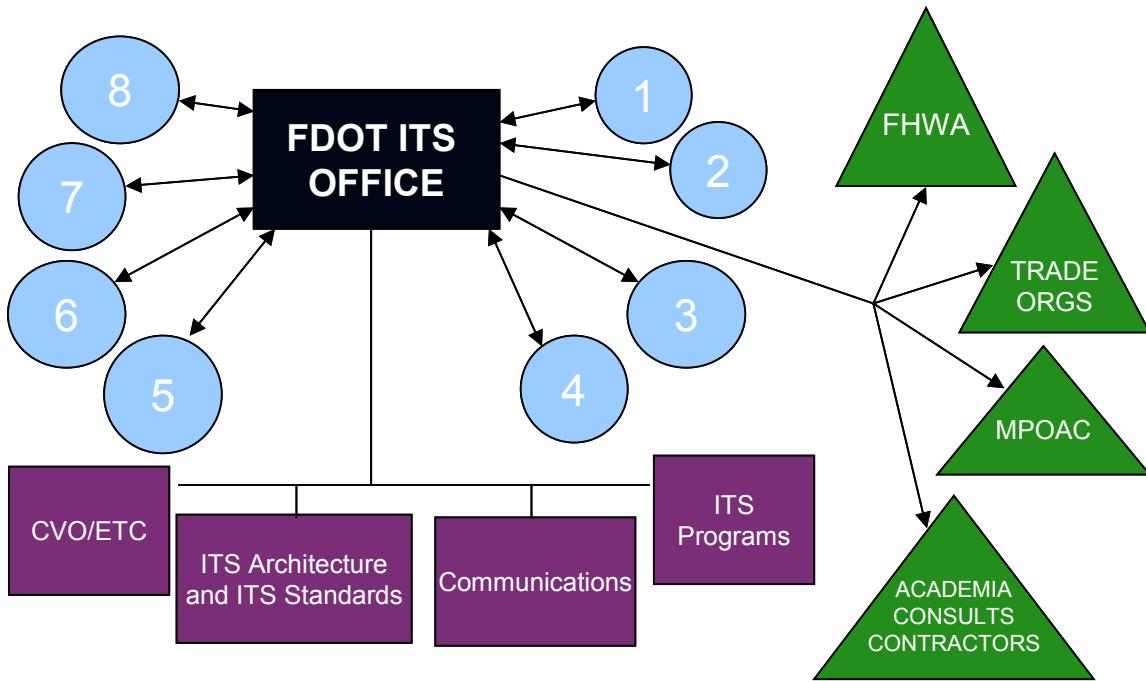 8
1
FDOT ITS
OFFICE
FHWA
7
2
TRADE
ORGS
6
3
5
4
MPOAC
CVO/ETC
ITS Architecture
and ITS Standards
Communications
ITS
Programs
ACADEMIA
CONSULTS
CONTRACTORS